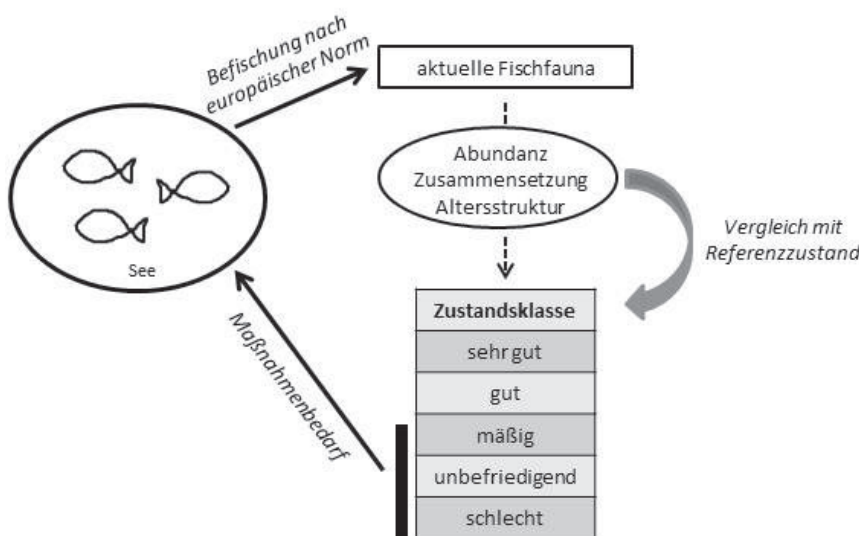 Befischung nach
europäischer Norm
aktuelle Fischfauna
Abundanz
Zusammensetzung
Altersstruktur
Vergleich mit
Referenzzustand
See
Maßnahmenbedarf
Zustandsklasse
sehr gut
gut
mäßig
unbefriedigend
schlecht